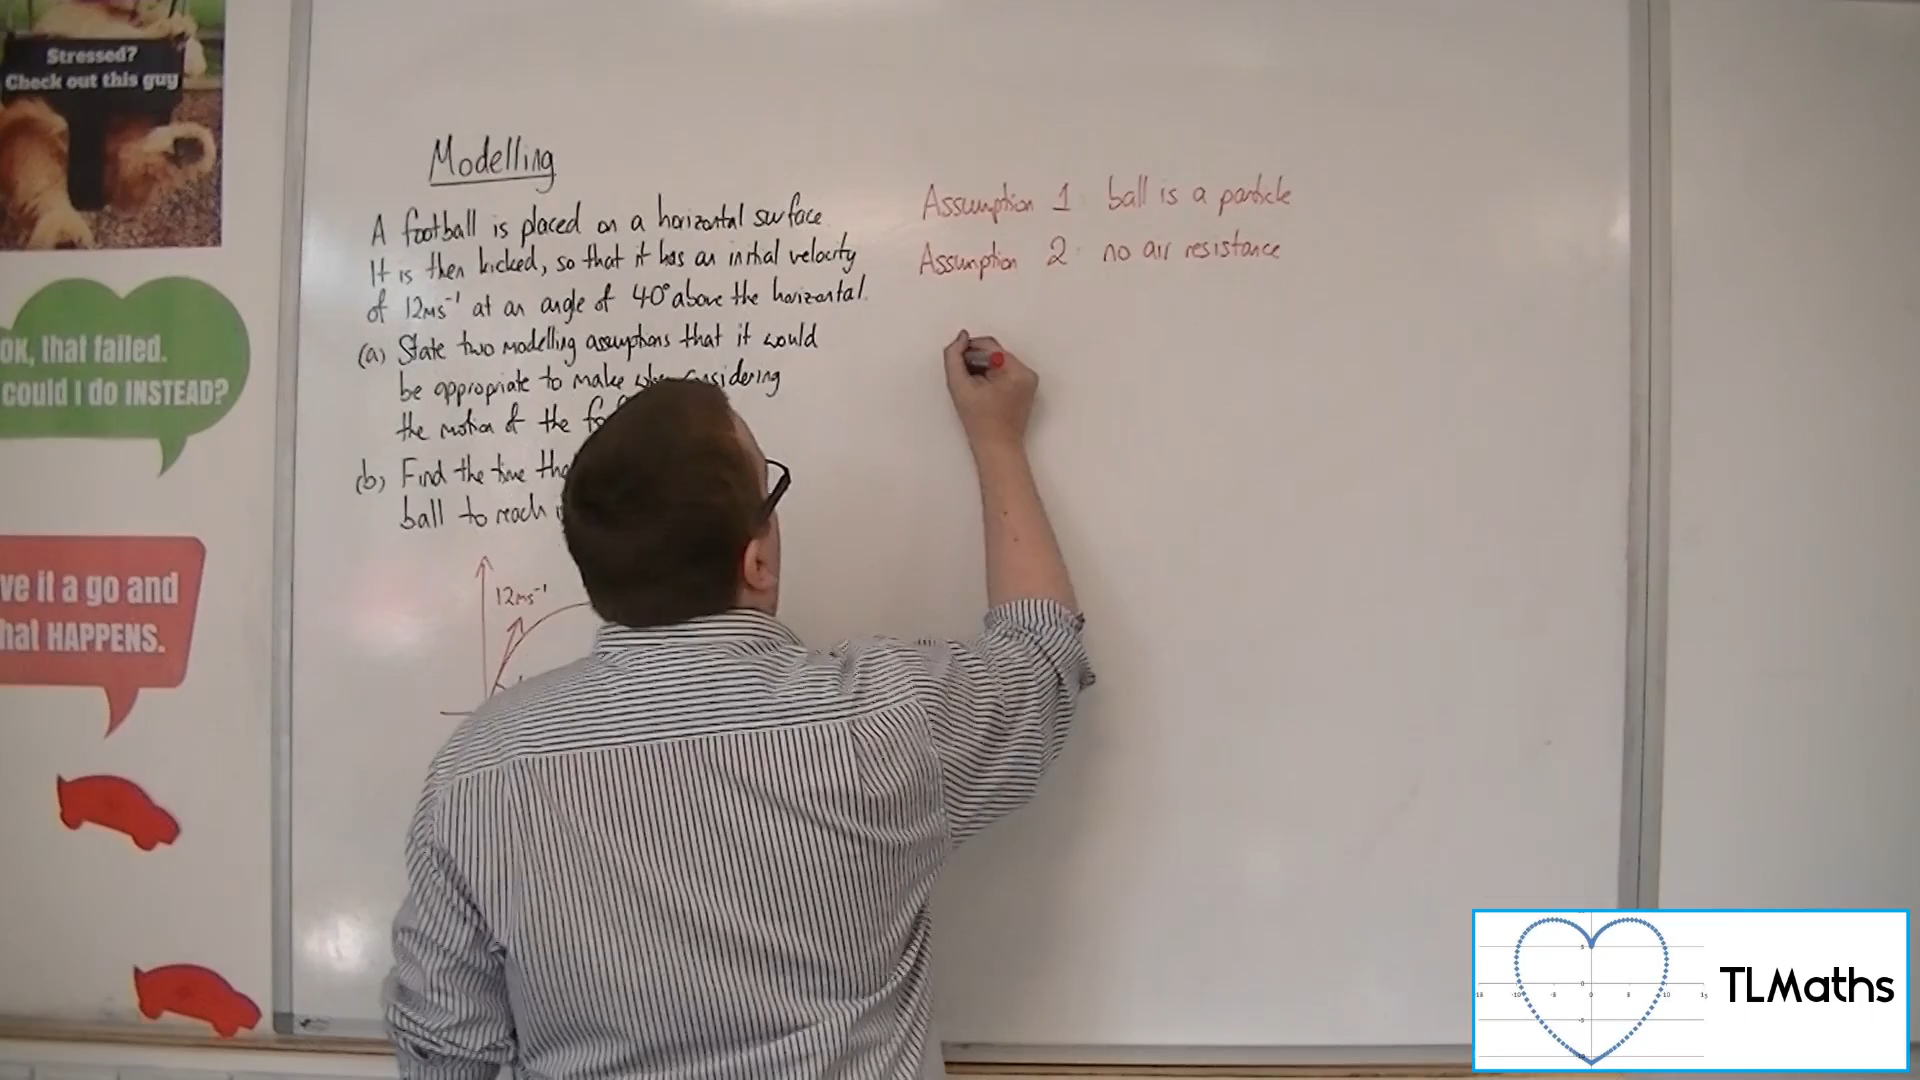 Stressed?
Check out this guy
OK, that failed.
could I do INSTEAD?
ve it a go and
hat HAPPENS.
Modelling
A football is placed on a horizontal surface.
It is then kicked, so that it has an initial velocity
of 12ms⁻¹ at an angle of 40° above the horizontal.
(a) State two modelling assumptions that it would
be appropriate to make when considering
the motion of the
(b) Find the time
ball to reach
12ms⁻¹
Assumption 1: ball is a particle
Assumption 2: no air resistance
TLMaths